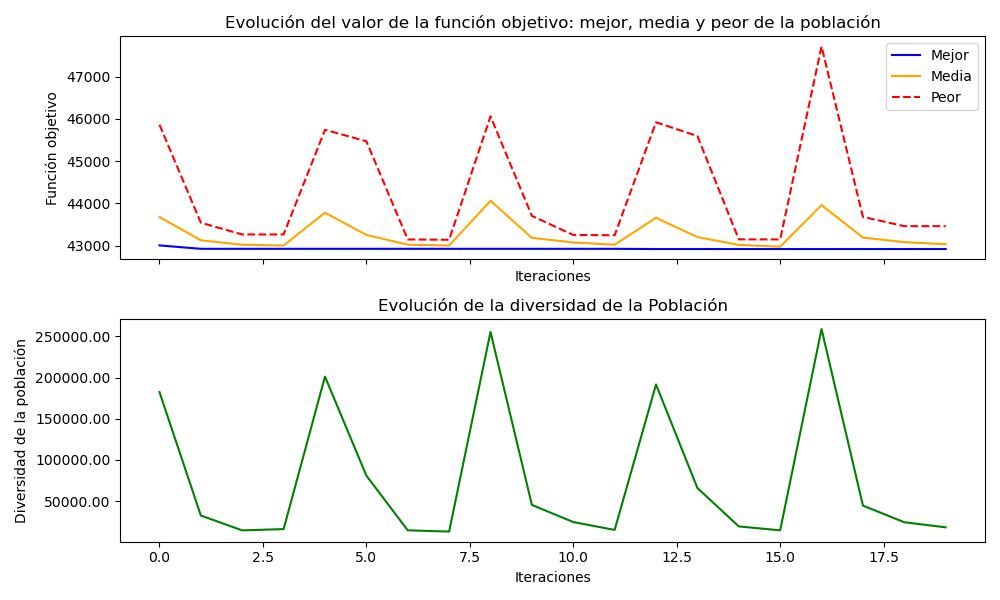 Evolución del valor de la función objetivo: mejor, media y peor de la población
Función objetivo
47000
46000
45000
44000
43000
Mejor
Media
Peor
Iteraciones
Evolución de la diversidad de la Población
Diversidad de la población
250000.00
200000.00
150000.00
100000.00
50000.00
0.0 2.5 5.0 7.5 10.0 12.5 15.0 17.5
Iteraciones